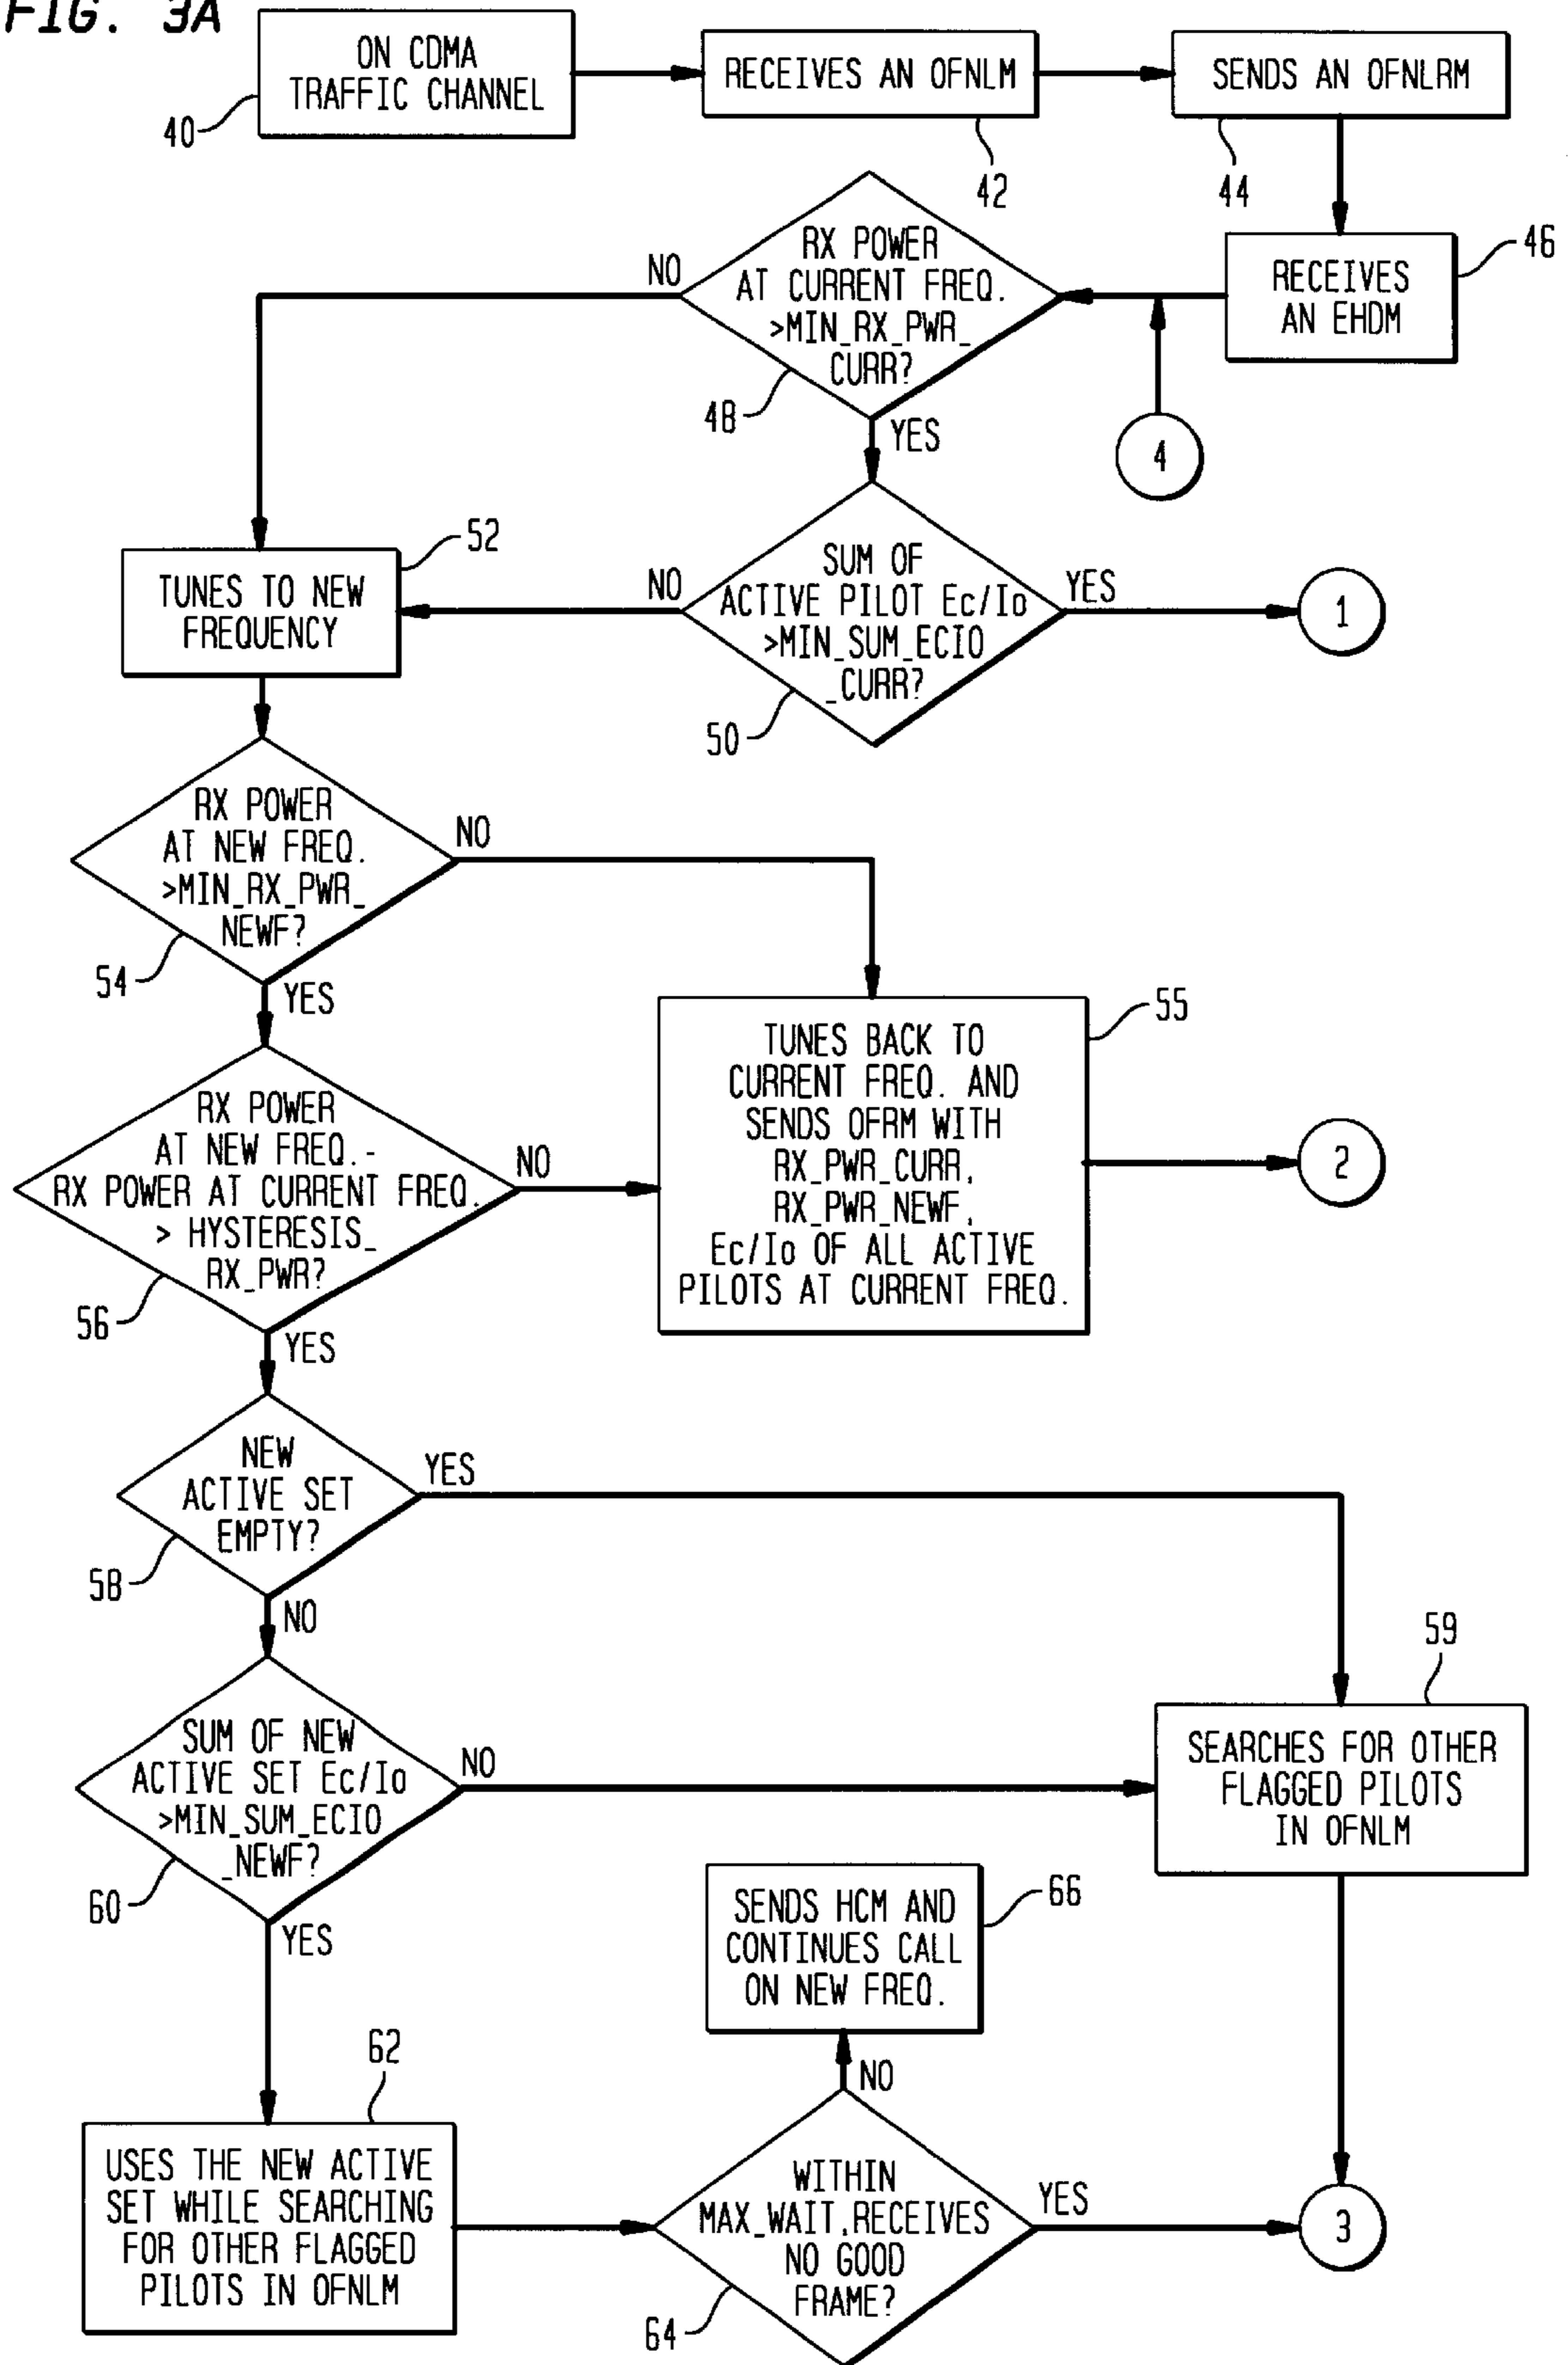 FIG. 3A
ON CDMA
TRAFFIC CHANNEL
40
RECEIVES AN OFNLM
42
SENDS AN OFNLRM
44
RECEIVES
AN EHDM
46
RX POWER
AT CURRENT FREQ.
>MIN_RX_PWR_
CURR?
48
NO
YES
4
SUM OF
ACTIVE PILOT Ec/Io
>MIN_SUM_ECIO
_CURR?
50
NO
YES
1
TUNES TO NEW
FREQUENCY
52
RX POWER
AT NEW FREQ.
>MIN_RX_PWR_
NEWF?
54
NO
YES
TUNES BACK TO
CURRENT FREQ. AND
SENDS OFRM WITH
RX_PWR_CURR,
RX_PWR_NEWF,
Ec/Io OF ALL ACTIVE
PILOTS AT CURRENT FREQ.
55
2
RX POWER
AT NEW FREQ.-
RX POWER AT CURRENT FREQ.
> HYSTERESIS_
RX_PWR?
56
NO
YES
NEW
ACTIVE SET
EMPTY?
58
YES
NO
SEARCHES FOR OTHER
FLAGGED PILOTS
IN OFNLM
59
SUM OF NEW
ACTIVE SET Ec/Io
>MIN_SUM_ECIO
_NEWF?
60
NO
YES
SENDS HCM AND
CONTINUES CALL
ON NEW FREQ.
66
USES THE NEW ACTIVE
SET WHILE SEARCHING
FOR OTHER FLAGGED
PILOTS IN OFNLM
62
WITHIN
MAX_WAIT,RECEIVES
NO GOOD
FRAME?
64
NO
YES
3